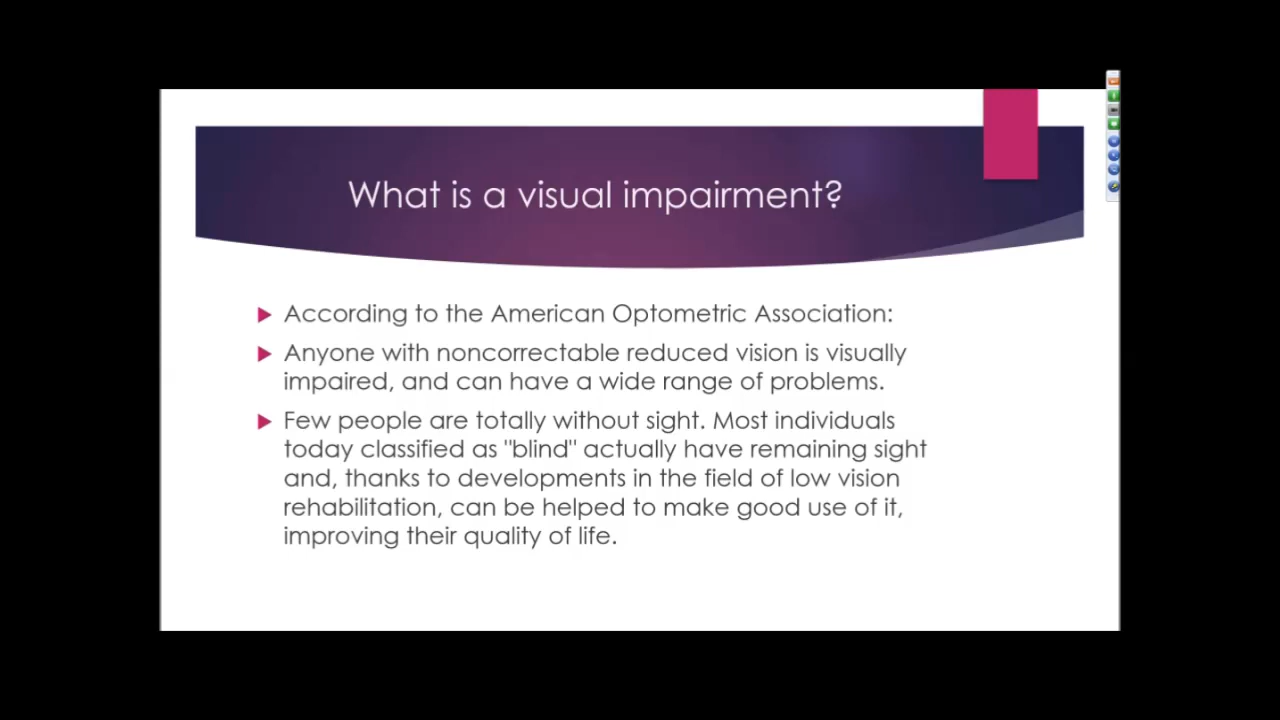 What is a visual impairment?
According to the American Optometric Association:
Anyone with noncorrectable reduced vision is visually
impaired, and can have a wide range of problems.
Few people are totally without sight. Most individuals
today classified as "blind" actually have remaining sight
and, thanks to developments in the field of low vision
rehabilitation, can be helped to make good use of it,
improving their quality of life.